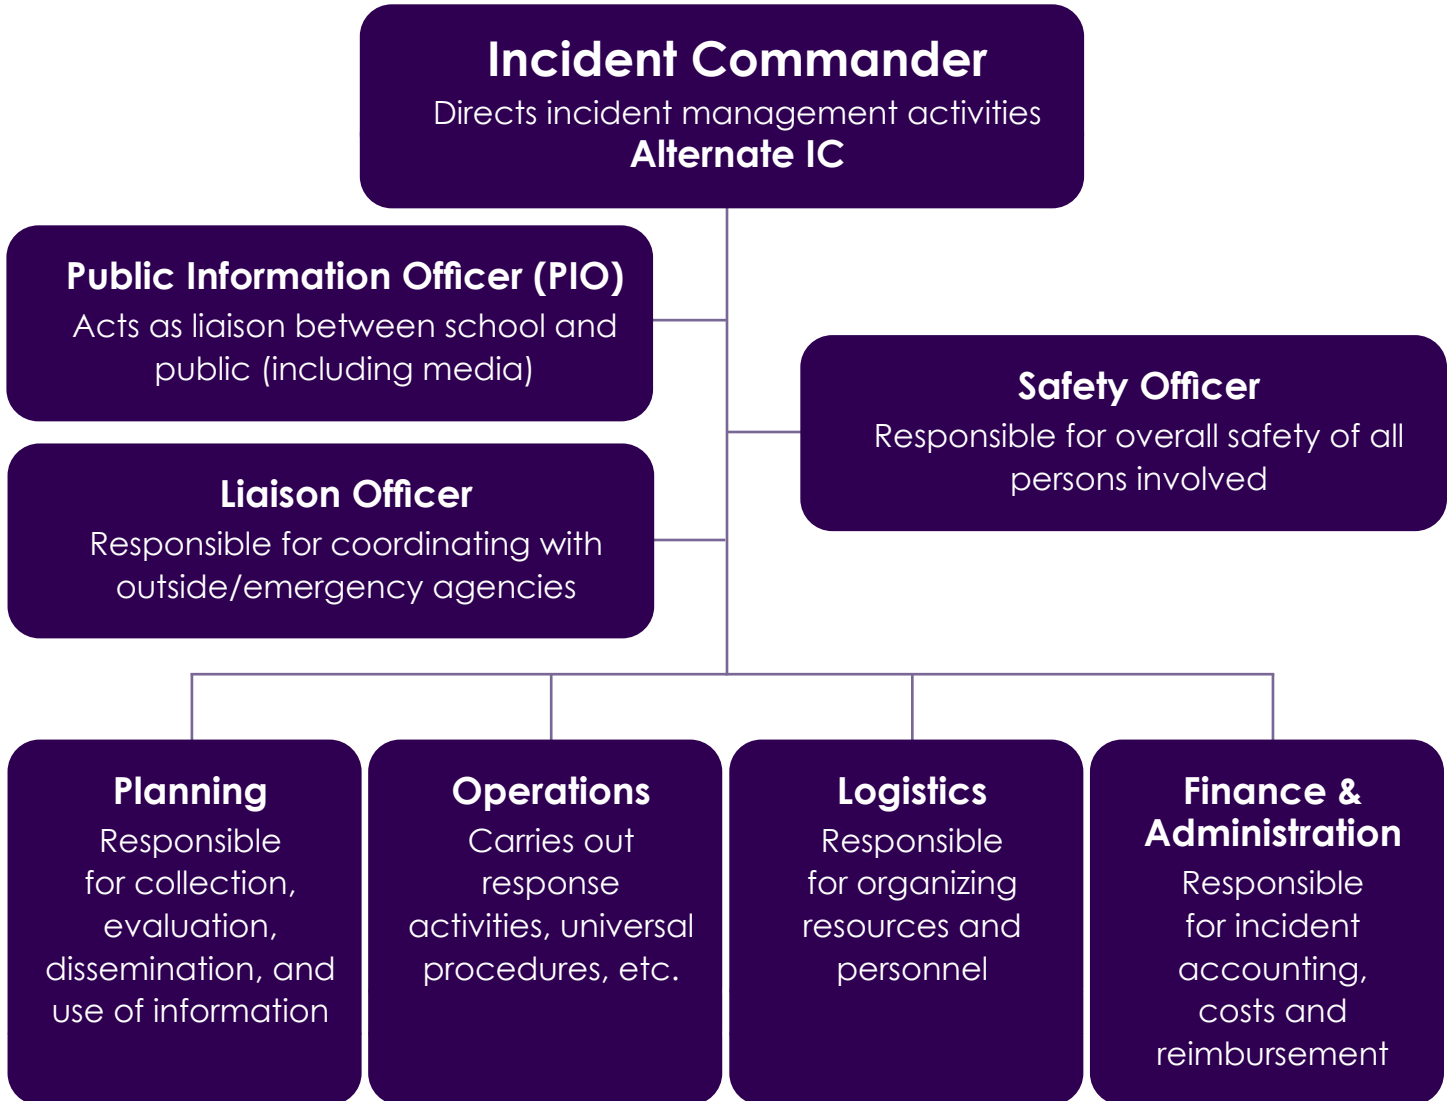 Incident Commander
Directs incident management activities
Alternate IC
Public Information Officer (PIO)
Acts as liaison between school and
public (including media)
Safety Officer
Responsible for overall safety of all
persons involved
Liaison Officer
Responsible for coordinating with
outside/emergency agencies
Planning
Responsible
for collection,
evaluation,
dissemination, and
use of information
Operations
Carries out
response
activities, universal
procedures, etc.
Logistics
Responsible
for organizing
resources and
personnel
Finance &
Administration
Responsible
for incident
accounting,
costs and
reimbursement